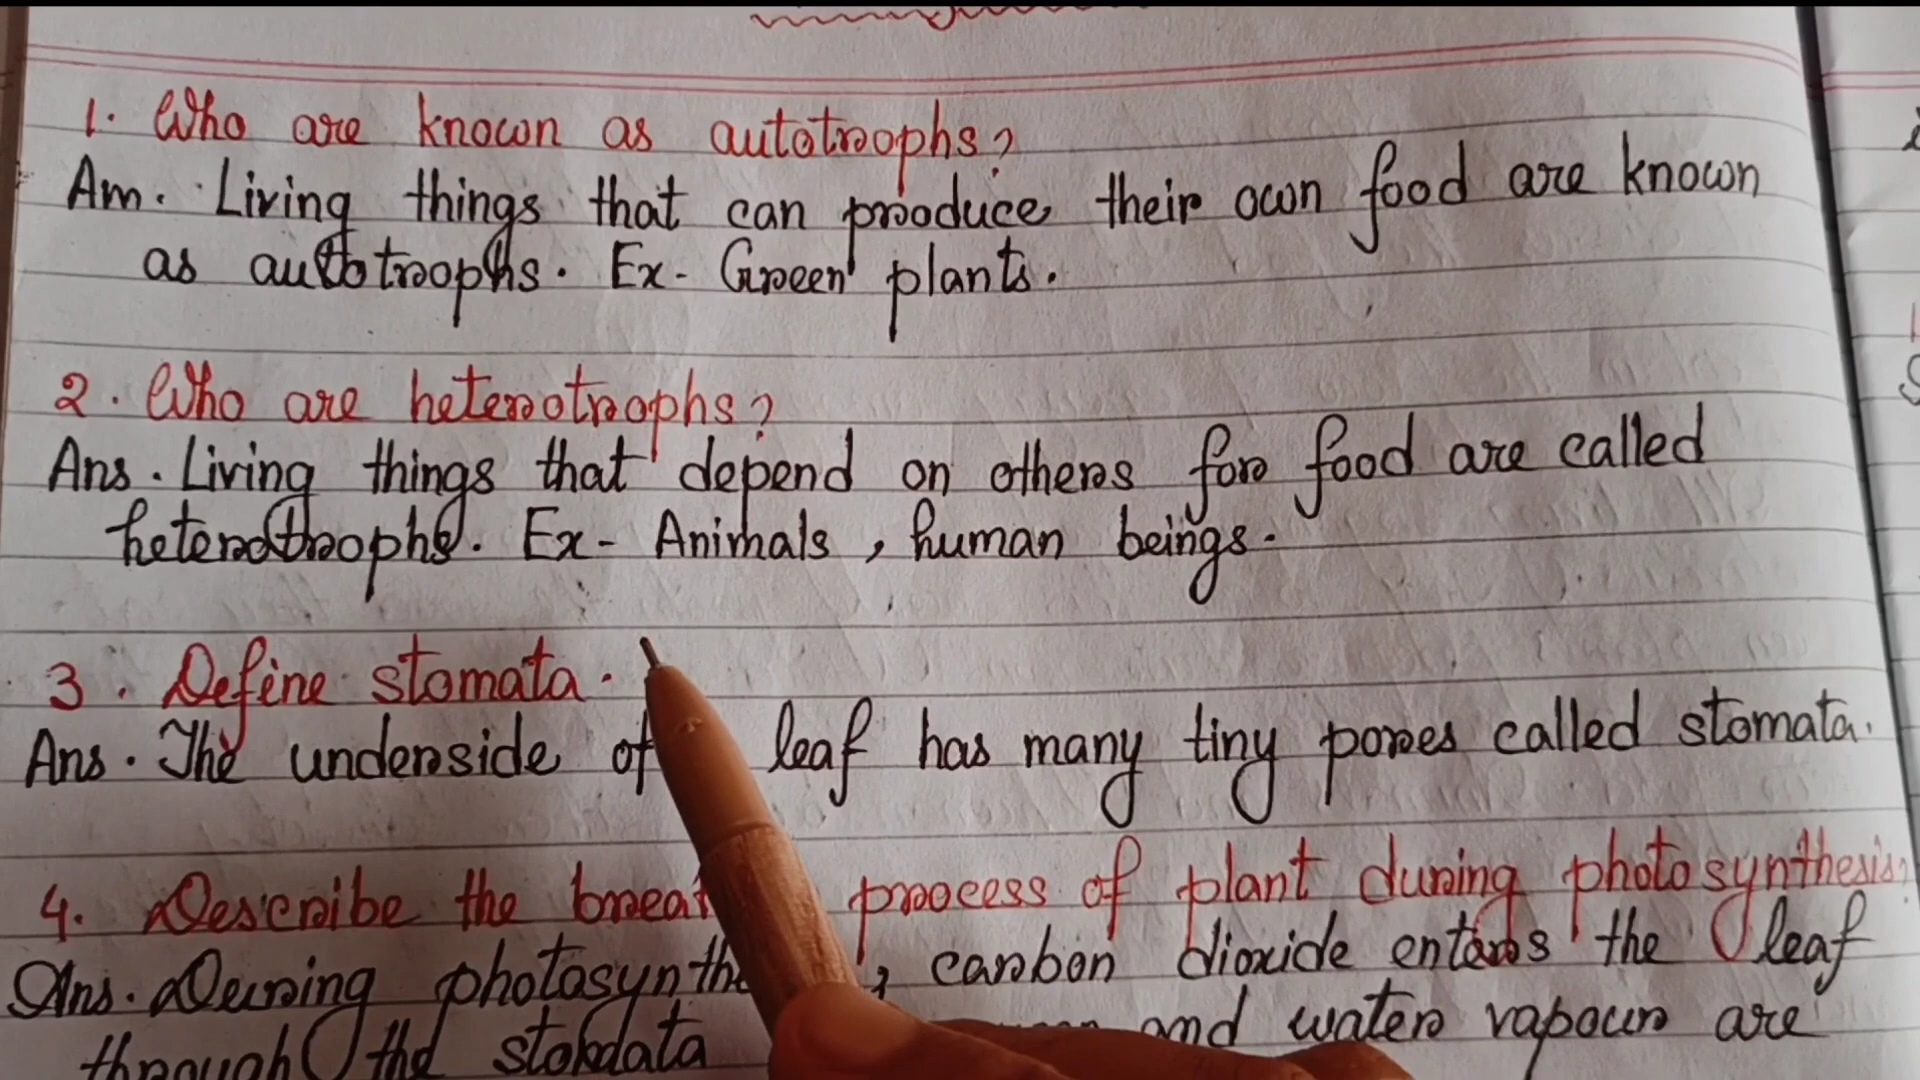 1. Who are known as autotrophs?
Am. Living things that can produce their own food are known
as autotrophs. Ex- Green plants.
2. Who are heterotrophs?
Ans. Living things that depend on others for food are called
heterotrophs. Ex- Animals, human beings.
3. Define stomata.
Ans. The underside of leaf has many tiny pores called stomata.
4. Describe the process of plant during photosynthesis?
Ans. During carbon dioxide enters the leaf
through the and water vapour are